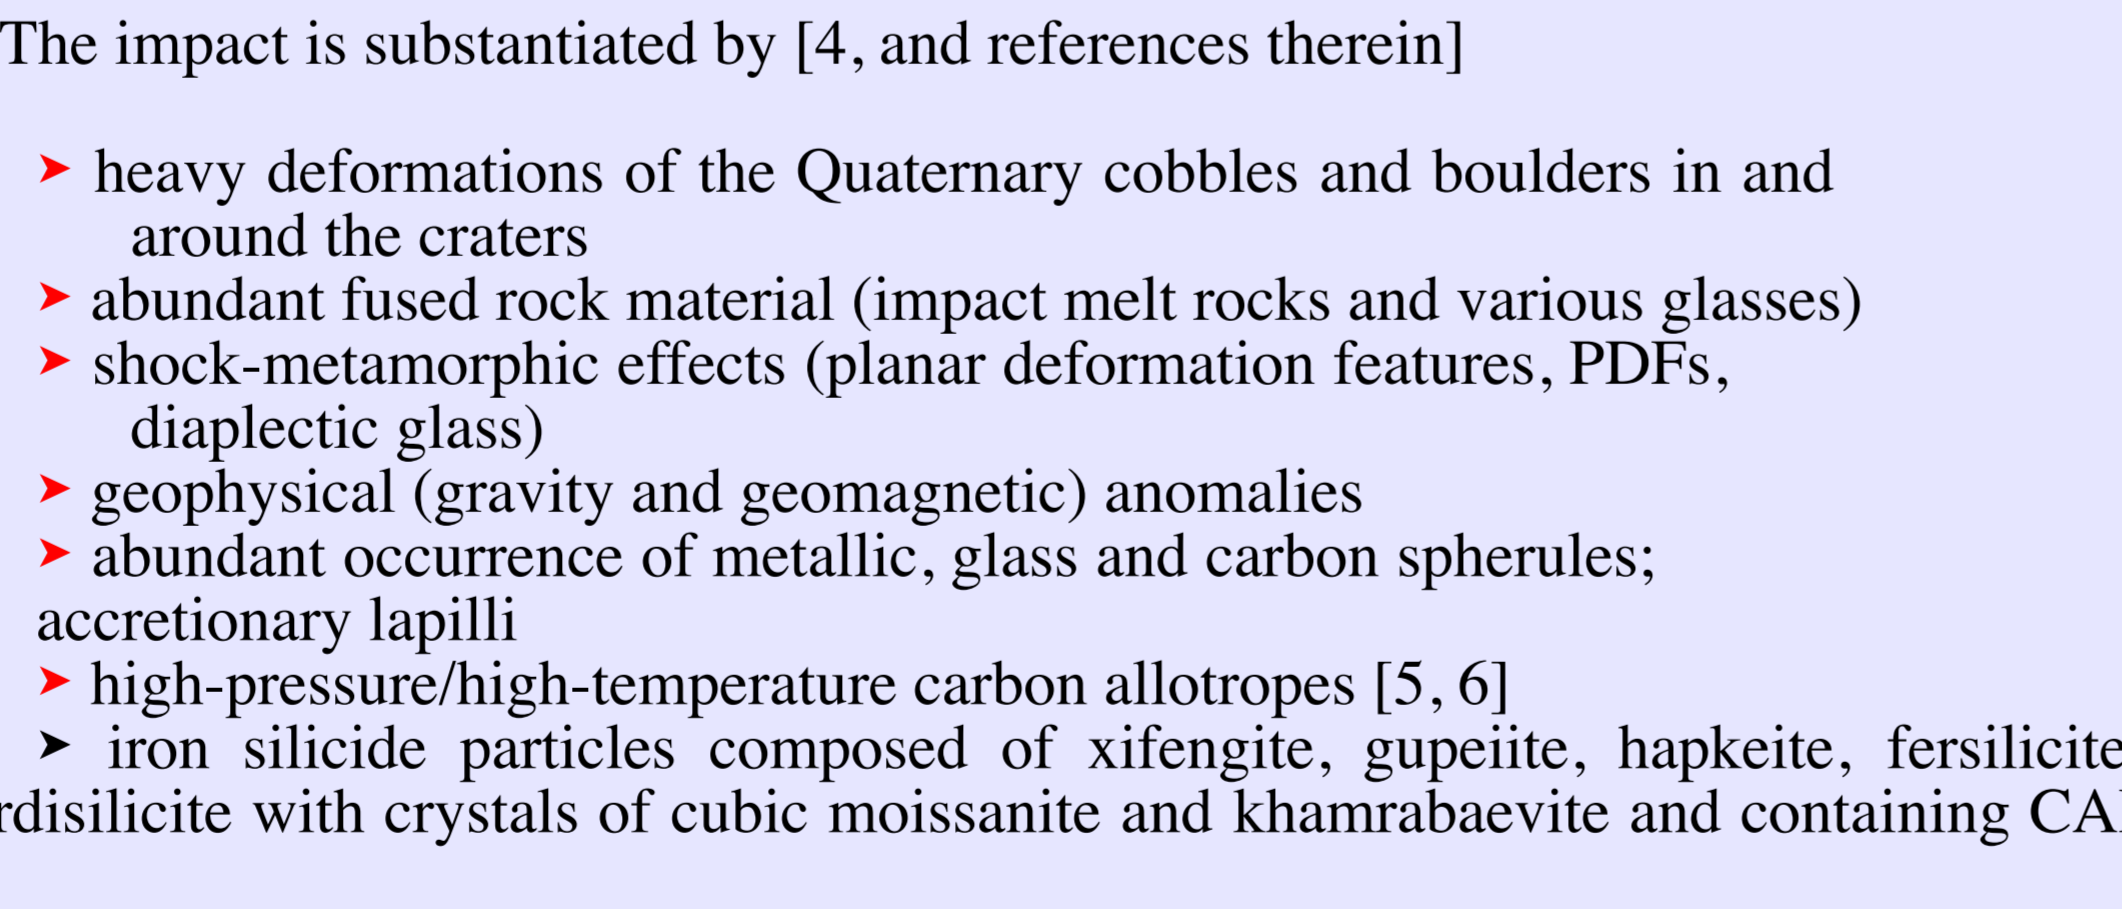 The impact is substantiated by [4, and references therein]
➤ heavy deformations of the Quaternary cobbles and boulders in and
around the craters
➤ abundant fused rock material (impact melt rocks and various glasses)
➤ shock-metamorphic effects (planar deformation features, PDFs,
diaplectic glass)
➤ geophysical (gravity and geomagnetic) anomalies
➤ abundant occurrence of metallic, glass and carbon spherules;
accretionary lapilli
➤ high-pressure/high-temperature carbon allotropes [5, 6]
➤ iron silicide particles composed of xifengite, gupeiite, hapkeite, fersilicite
with crystals of cubic moissanite and khamrabaevite and containing